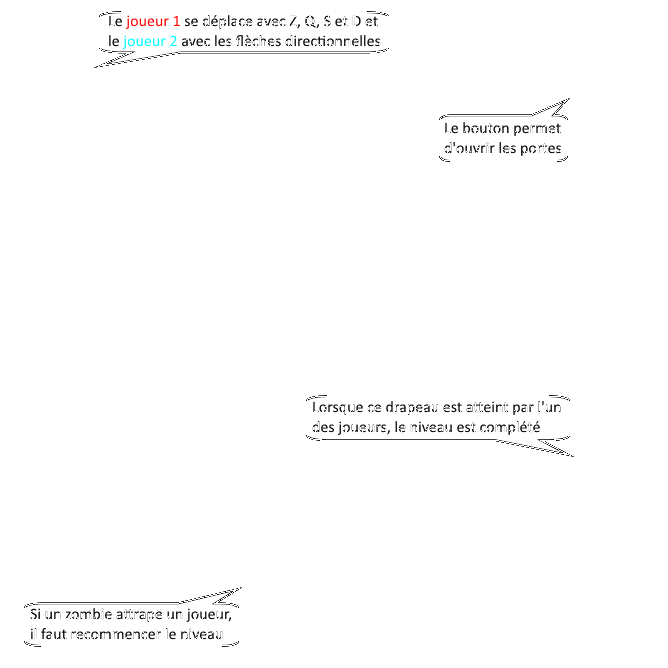 Le joueur 1 se déplace avec Z, Q, S et D et
le joueur 2 avec les flèches directionnelles
Le bouton permet
d'ouvrir les portes
Lorsque ce drapeau est atteint par l'un
des joueurs, le niveau est complété
Si un zombie attrape un joueur,
il faut recommencer le niveau